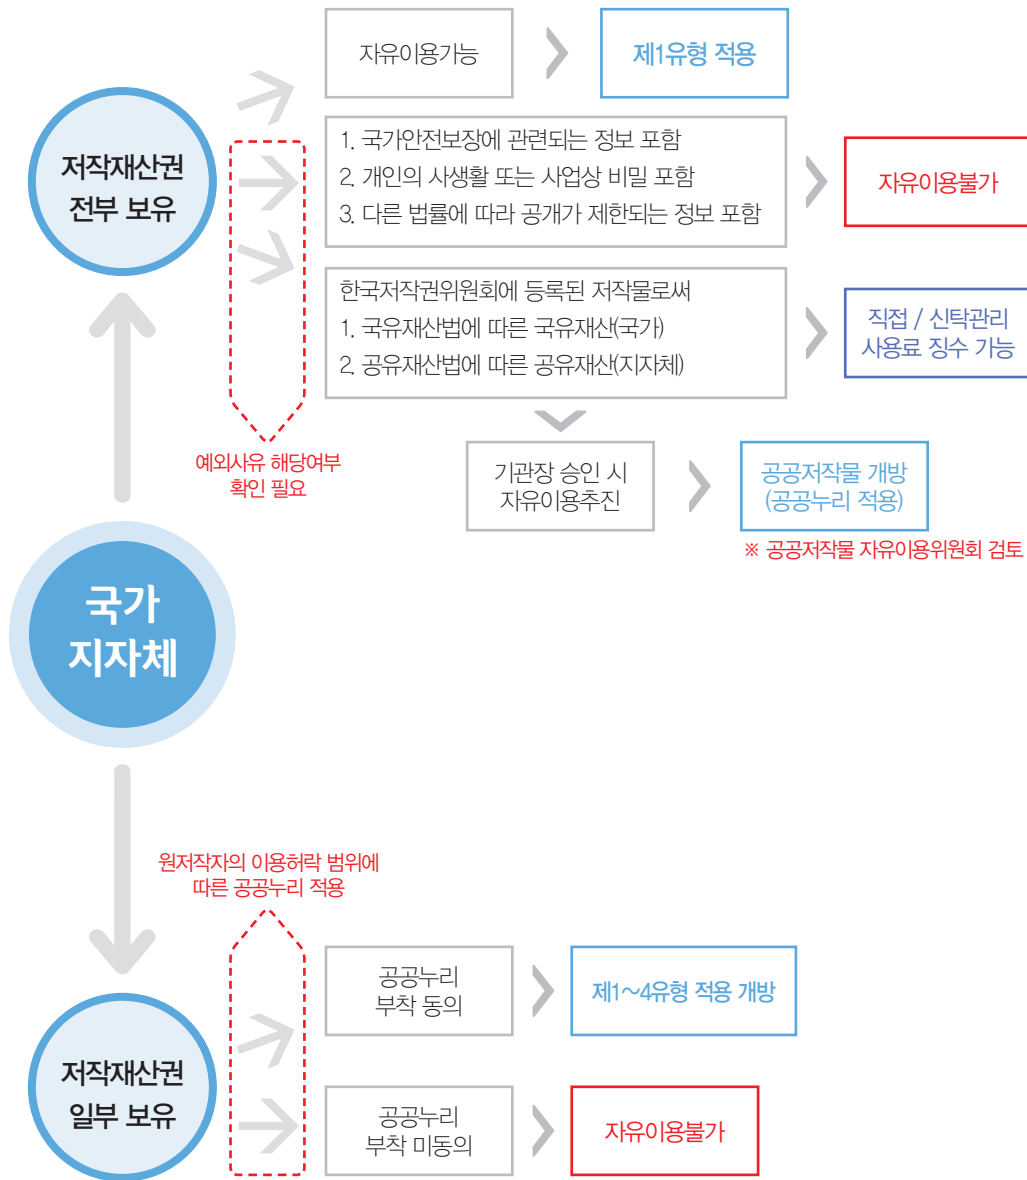 자유이용가능
제1유형 적용
저작재산권
전부 보유
1. 국가안전보장에 관련되는 정보 포함
2. 개인의 사생활 또는 사업상 비밀 포함
3. 다른 법률에 따라 공개가 제한되는 정보 포함
자유이용불가
한국저작권위원회에 등록된 저작물로써
1. 국유재산법에 따른 국유재산(국가)
2. 공유재산법에 따른 공유재산(지자체)
직접 / 신탁관리
사용료 징수 가능
예외사유 해당여부
확인 필요
기관장 승인 시
자유이용추진
공공저작물 개방
(공공누리 적용)
※ 공공저작물 자유이용위원회 검토
국가
지자체
원저작자의 이용허락 범위에
따른 공공누리 적용
저작재산권
일부 보유
공공누리
부착 동의
제1~4유형 적용 개방
공공누리
부착 미동의
자유이용불가